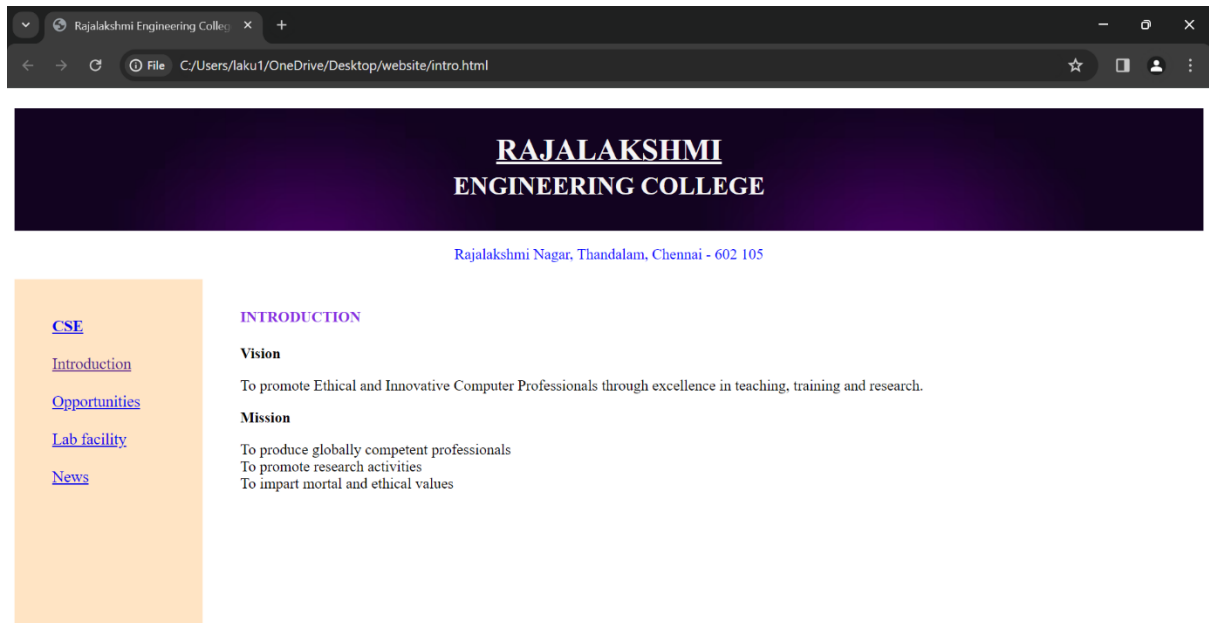 Rajalakshmi Engineering Colleg
File C:/Users/laku1/OneDrive/Desktop/website/intro.html
RAJALAKSHMI
ENGINEERING COLLEGE
Rajalakshmi Nagar, Thandalam, Chennai - 602 105
CSE
Introduction
Opportunities
Lab facility
News
INTRODUCTION
Vision
To promote Ethical and Innovative Computer Professionals through excellence in teaching, training and research.
Mission
To produce globally competent professionals
To promote research activities
To impart mortal and ethical values